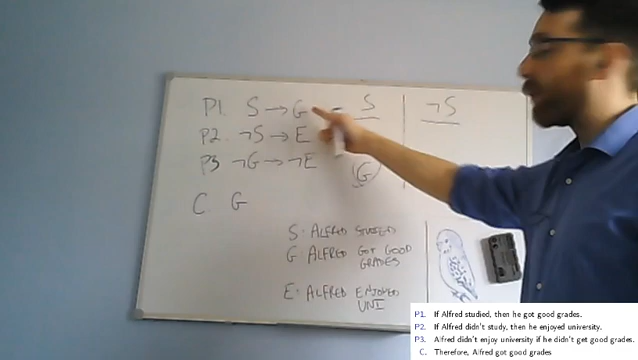 P1. S → G
S
¬S
P2. ¬S → E
P3 ¬G → ¬E
G
C. G
S: ALFRED STUDIED
G: ALFRED GOT GOOD
GRADES
E: ALFRED ENJOYED
UNI
P1. If Alfred studied, then he got good grades.
P2. If Alfred didn't study, then he enjoyed university.
P3. Alfred didn't enjoy university if he didn't get good grades.
C. Therefore, Alfred got good grades